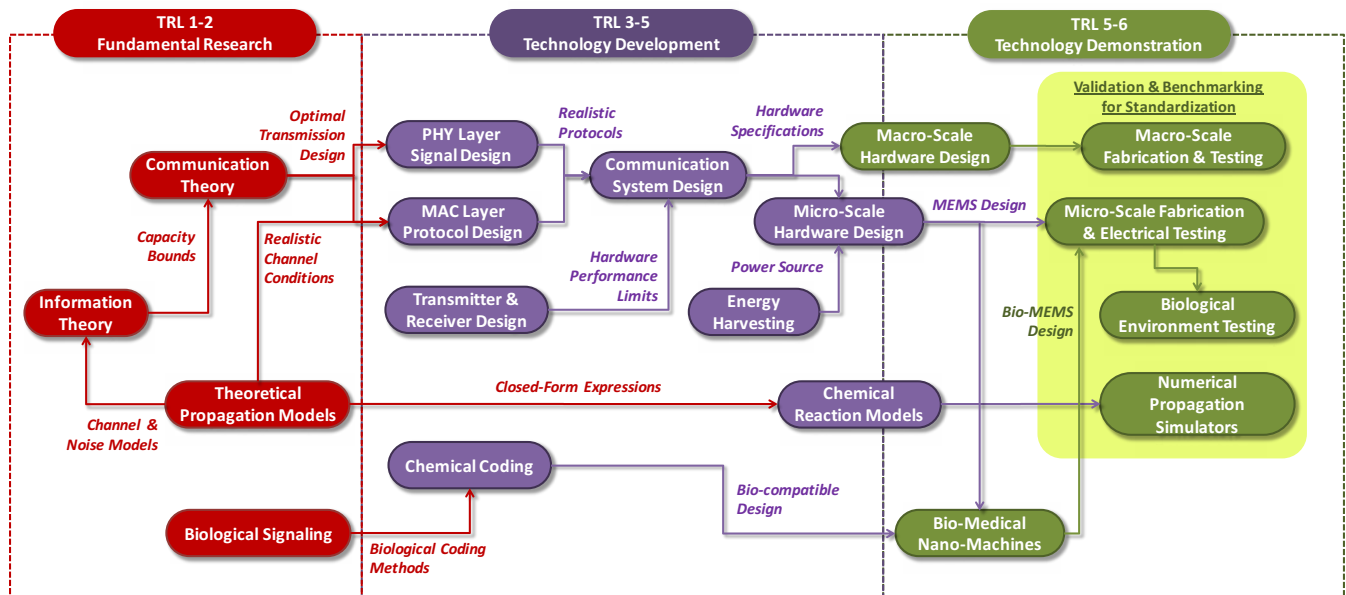 TRL 1-2
Fundamental Research
TRL 3-5
Technology Development
TRL 5-6
Technology Demonstration
Validation & Benchmarking
for Standardization
Optimal
Transmission
Design
Realistic
Protocols
Hardware
Specifications
PHY Layer
Signal Design
Macro-Scale
Hardware Design
Macro-Scale
Fabrication & Testing
Communication
Theory
Communication
System Design
MAC Layer
Protocol Design
Micro-Scale
Hardware Design
MEMS Design
Micro-Scale Fabrication
& Electrical Testing
Capacity
Bounds
Realistic
Channel
Conditions
Hardware
Performance
Limits
Power Source
Information
Theory
Transmitter &
Receiver Design
Energy
Harvesting
Bio-MEMS
Design
Biological
Environment Testing
Theoretical
Propagation Models
Closed-Form Expressions
Chemical
Reaction Models
Numerical
Propagation
Simulators
Channel &
Noise Models
Chemical Coding
Bio-compatible
Design
Biological Signaling
Biological Coding
Methods
Bio-Medical
Nano-Machines